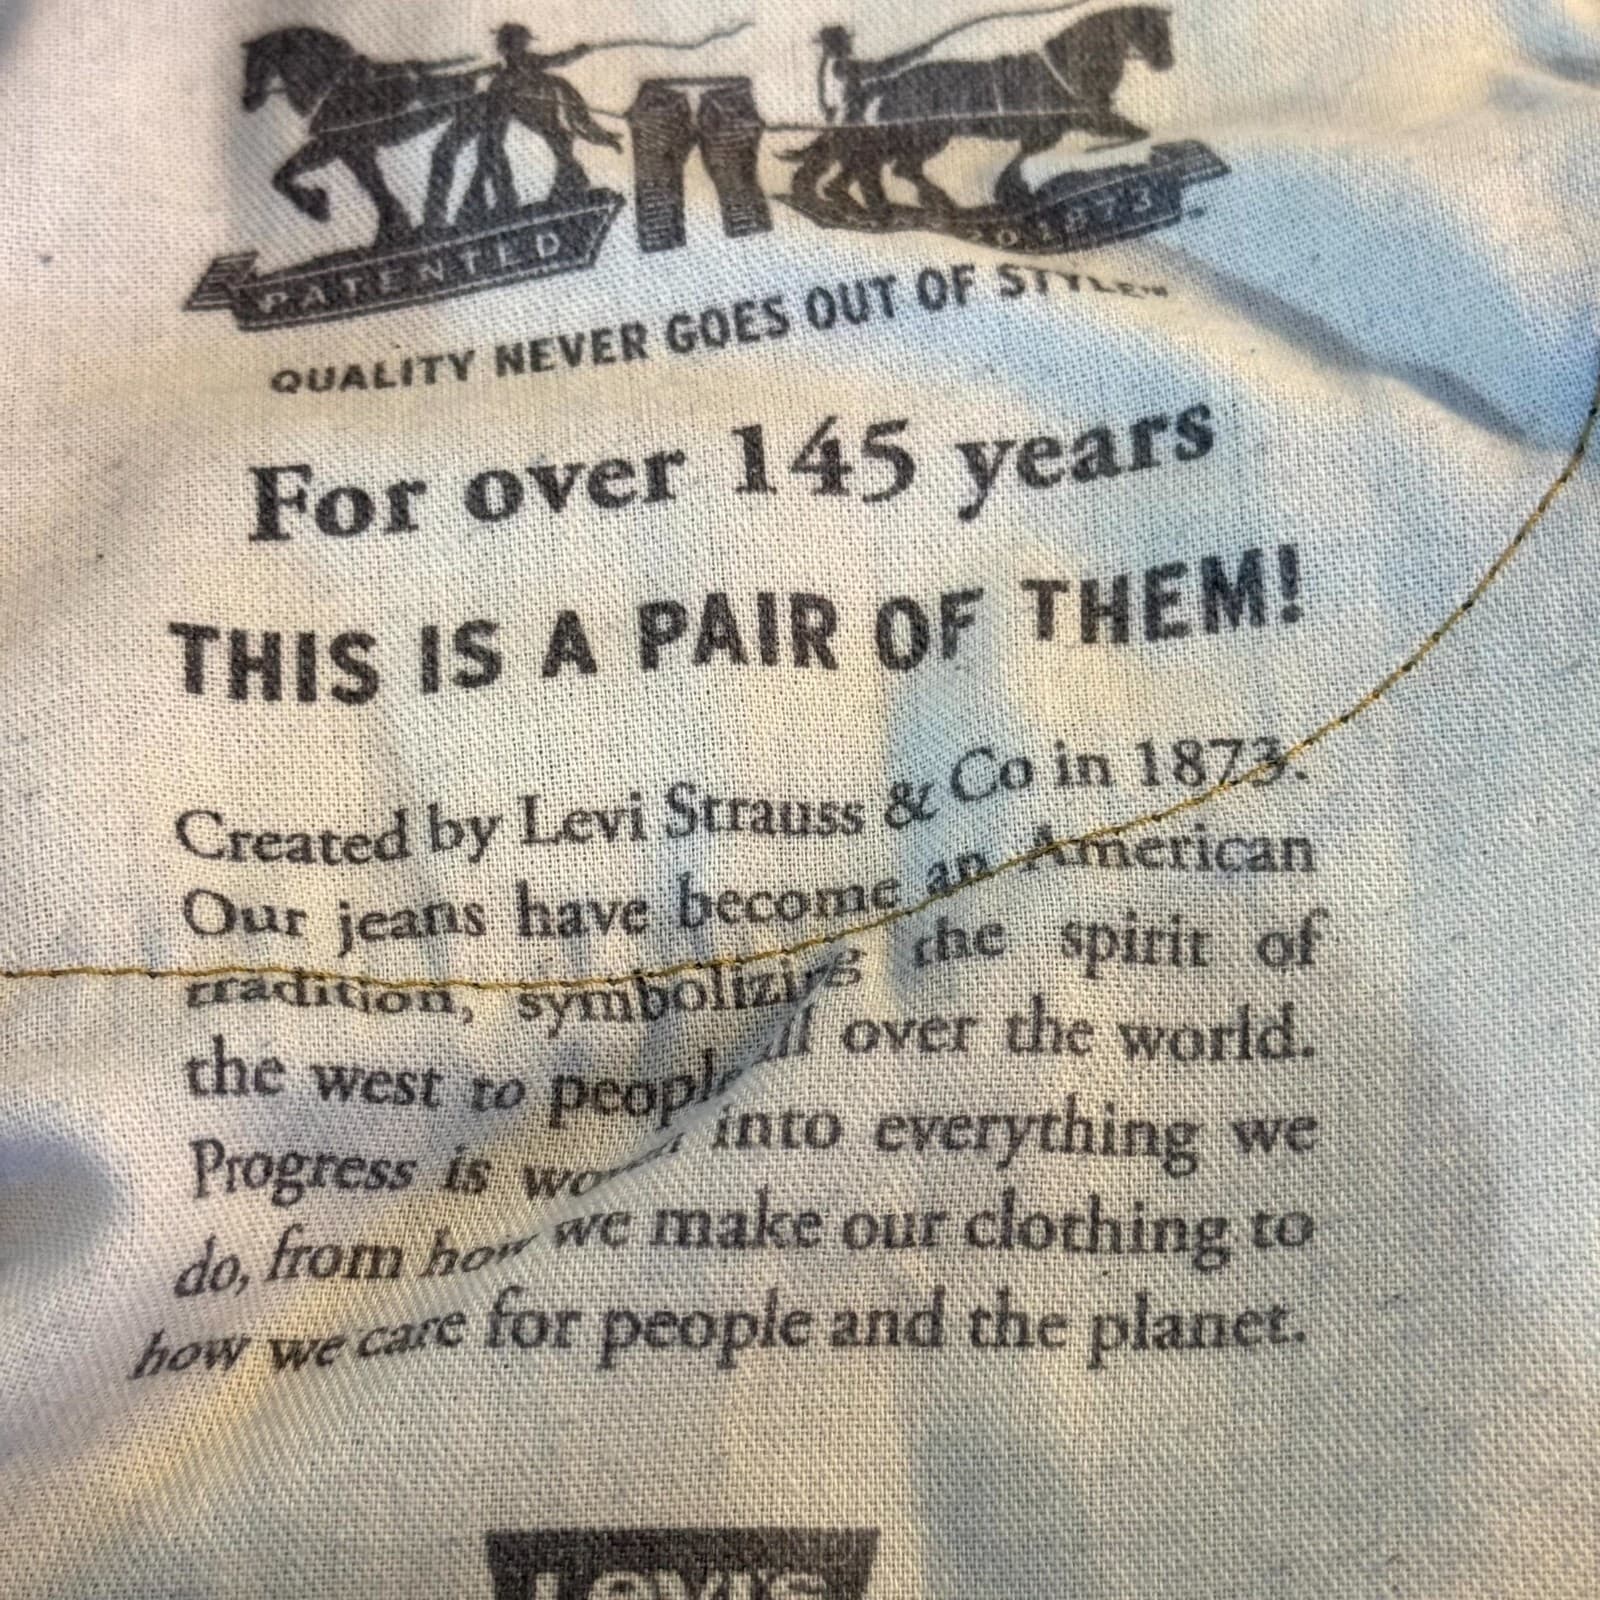 PATENTED
1873
QUALITY NEVER GOES OUT OF STYLE™
For over 145 years
THIS IS A PAIR OF THEM!
Created by Levi Strauss & Co in 1873.
Our jeans have become an American
tradition, symbolizing the spirit of
the west to people all over the world.
Progress is into everything we
do, from how we make our clothing to
how we care for people and the planet.
LEVI'S